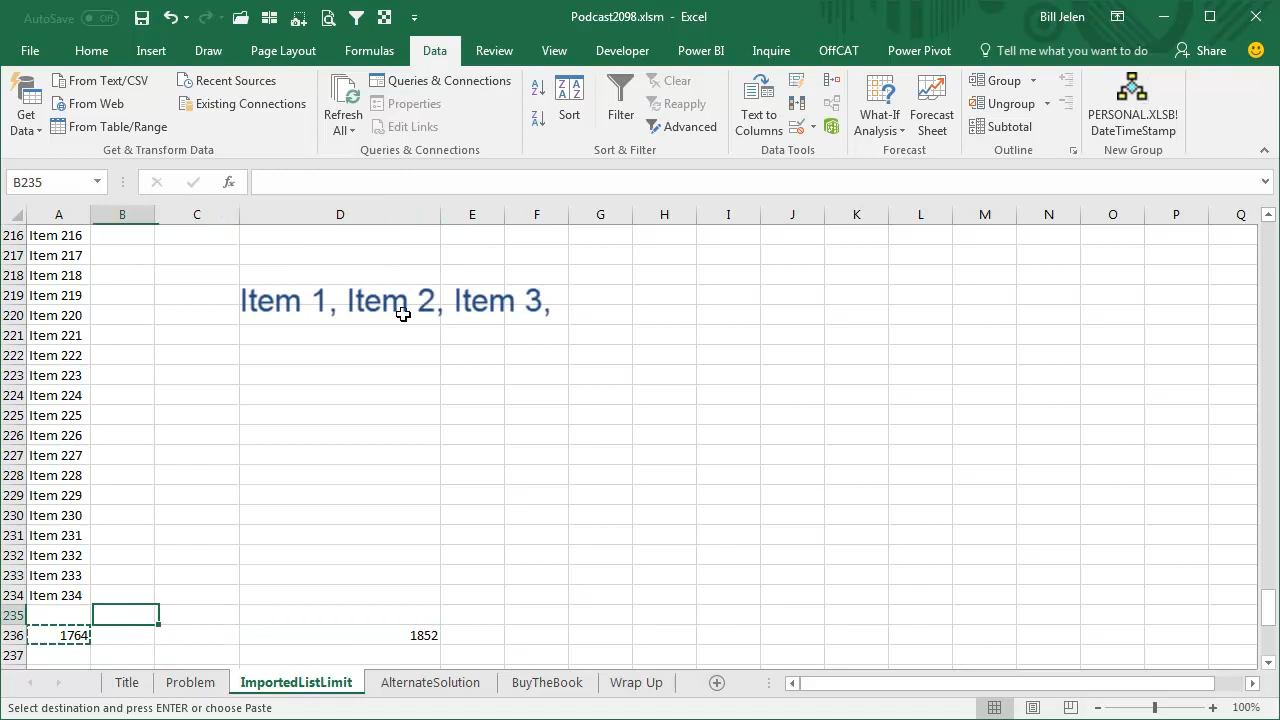 AutoSave Off Podcast2098.xlsm - Excel Bill Jelen
File Home Insert Draw Page Layout Formulas Data Review View Developer Power BI Inquire OffCAT Power Pivot Tell me what you want to do Share
Get Data
From Text/CSV
From Web
From Table/Range
Recent Sources
Existing Connections
Get & Transform Data
Refresh All
Queries & Connections
Properties
Edit Links
Queries & Connections
Sort
Filter
Clear
Reapply
Advanced
Sort & Filter
Text to Columns
Data Tools
What-If Analysis
Forecast Sheet
Forecast
Group
Ungroup
Subtotal
Outline
PERSONAL.XLSB!
DateTimeStamp
New Group
B235 fx
A B C D E F G H I J K L M N O P Q
216 Item 216
217 Item 217
218 Item 218
219 Item 219
Item 1, Item 2, Item 3,
220 Item 220
221 Item 221
222 Item 222
223 Item 223
224 Item 224
225 Item 225
226 Item 226
227 Item 227
228 Item 228
229 Item 229
230 Item 230
231 Item 231
232 Item 232
233 Item 233
234 Item 234
235
236 1764 1852
237
Title Problem ImportedListLimit AlternateSolution BuyTheBook Wrap Up
Select destination and press ENTER or choose Paste 100%